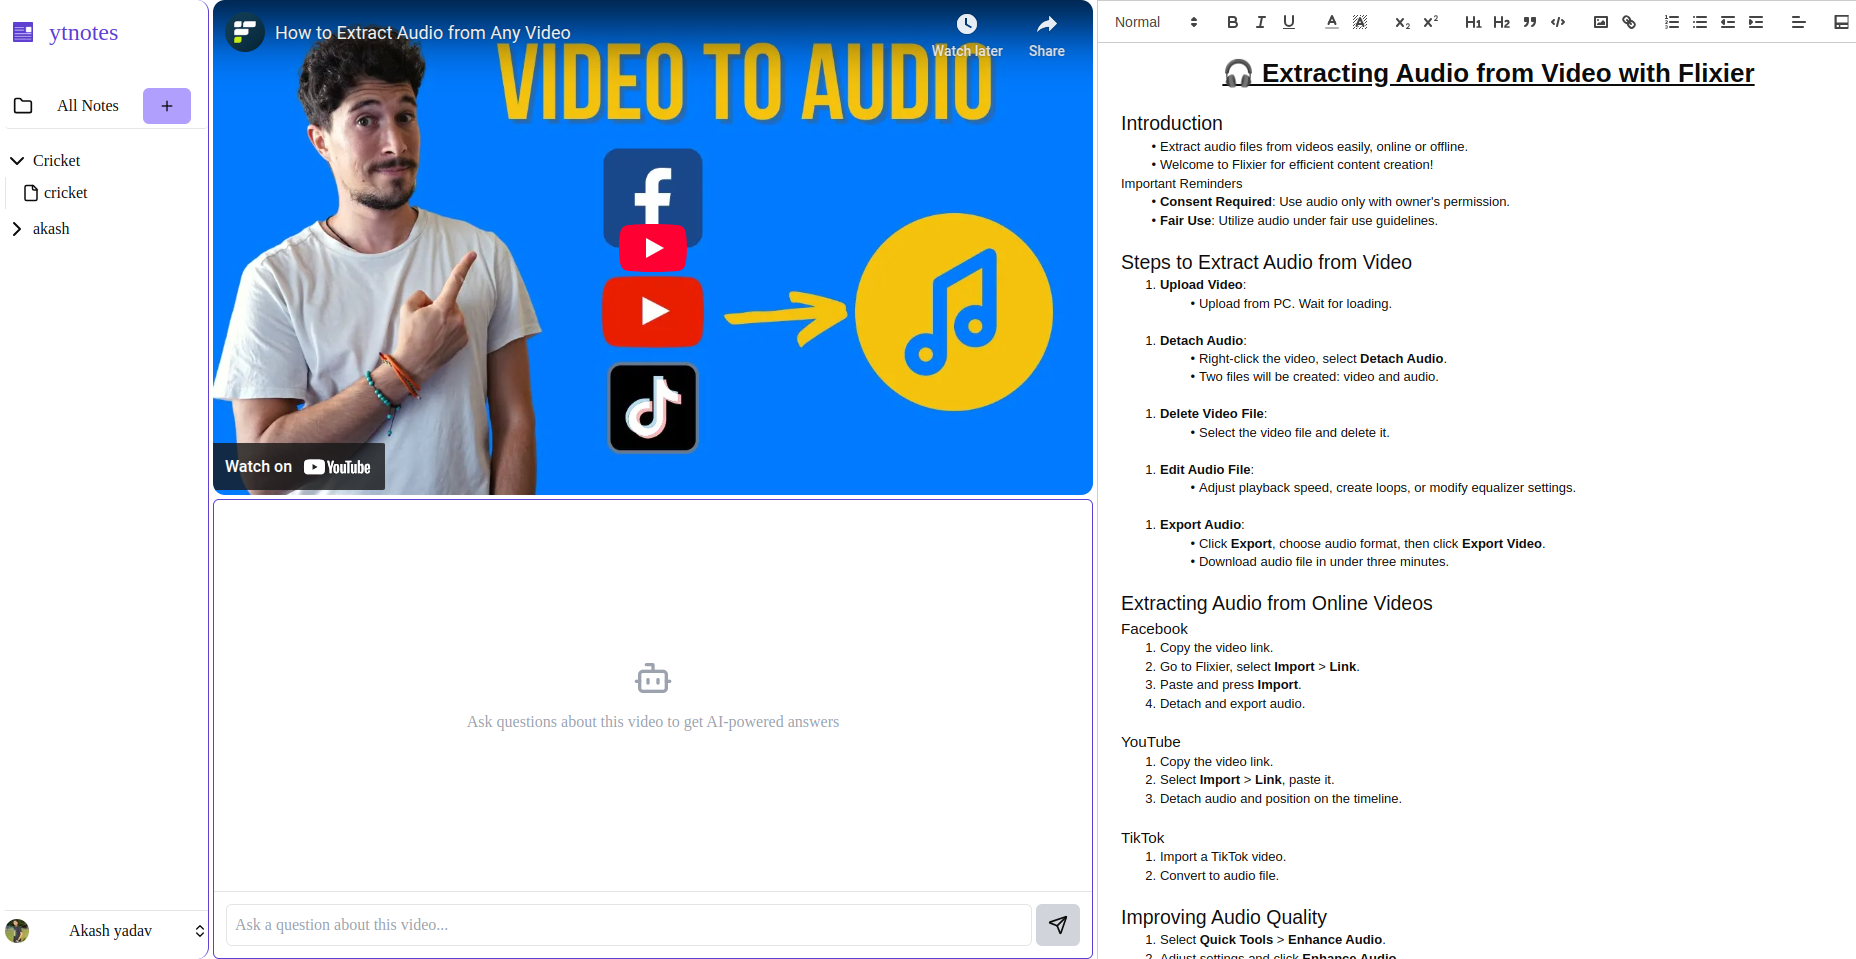 ytnotes
All Notes
+
Cricket
cricket
akash
Akash yadav
How to Extract Audio from Any Video
Watch later
Share
VIDEO TO AUDIO
Watch on YouTube
Ask questions about this video to get AI-powered answers
Ask a question about this video...
Normal
B I U A A X₂ X² H1 H2
🎧 Extracting Audio from Video with Flixier
Introduction
• Extract audio files from videos easily, online or offline.
• Welcome to Flixier for efficient content creation!
Important Reminders
• Consent Required: Use audio only with owner's permission.
• Fair Use: Utilize audio under fair use guidelines.
Steps to Extract Audio from Video
1. Upload Video:
• Upload from PC. Wait for loading.
1. Detach Audio:
• Right-click the video, select Detach Audio.
• Two files will be created: video and audio.
1. Delete Video File:
• Select the video file and delete it.
1. Edit Audio File:
• Adjust playback speed, create loops, or modify equalizer settings.
1. Export Audio:
• Click Export, choose audio format, then click Export Video.
• Download audio file in under three minutes.
Extracting Audio from Online Videos
Facebook
1. Copy the video link.
2. Go to Flixier, select Import > Link.
3. Paste and press Import.
4. Detach and export audio.
YouTube
1. Copy the video link.
2. Select Import > Link, paste it.
3. Detach audio and position on the timeline.
TikTok
1. Import a TikTok video.
2. Convert to audio file.
Improving Audio Quality
1. Select Quick Tools > Enhance Audio.
2. Adjust settings and click Enhance Audio.